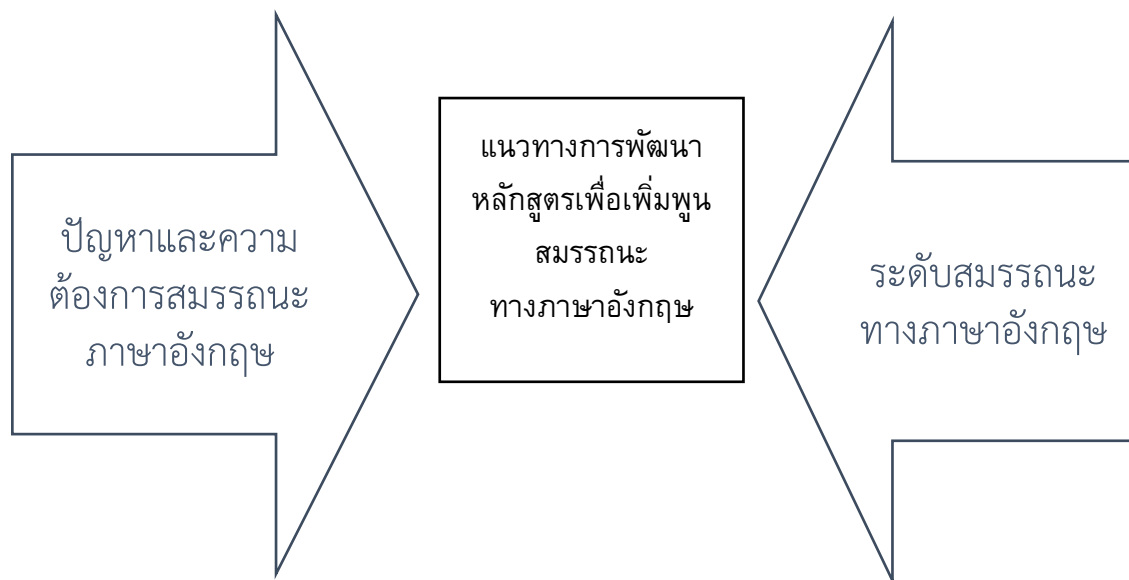 ปัญหาและความ
ต้องการสมรรถนะ
ภาษาอังกฤษ
แนวทางการพัฒนา
หลักสูตรเพื่อเพิ่มพูน
สมรรถนะ
ทางภาษาอังกฤษ
ระดับสมรรถนะ
ทางภาษาอังกฤษ